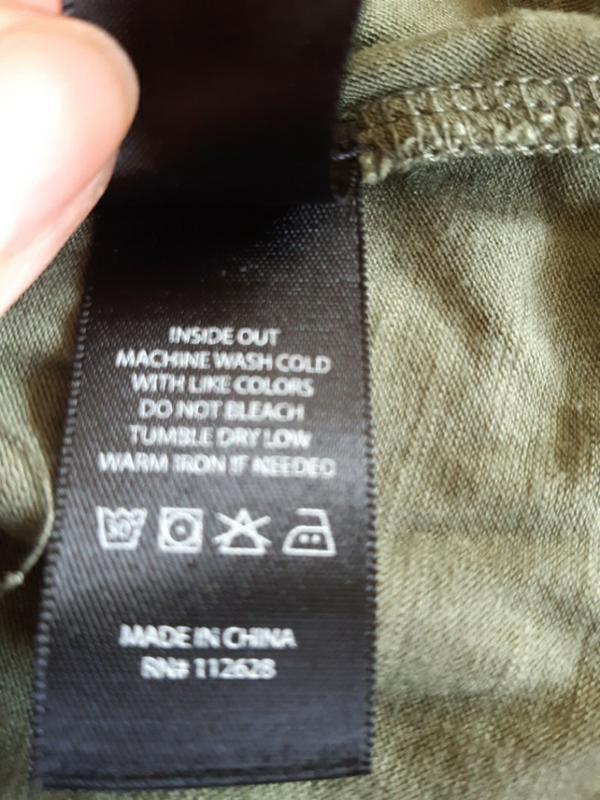 INSIDE OUT
MACHINE WASH COLD
WITH LIKE COLORS
DO NOT BLEACH
TUMBLE DRY LOW
WARM IRON IF NEEDED
30
MADE IN CHINA
RN# 112628